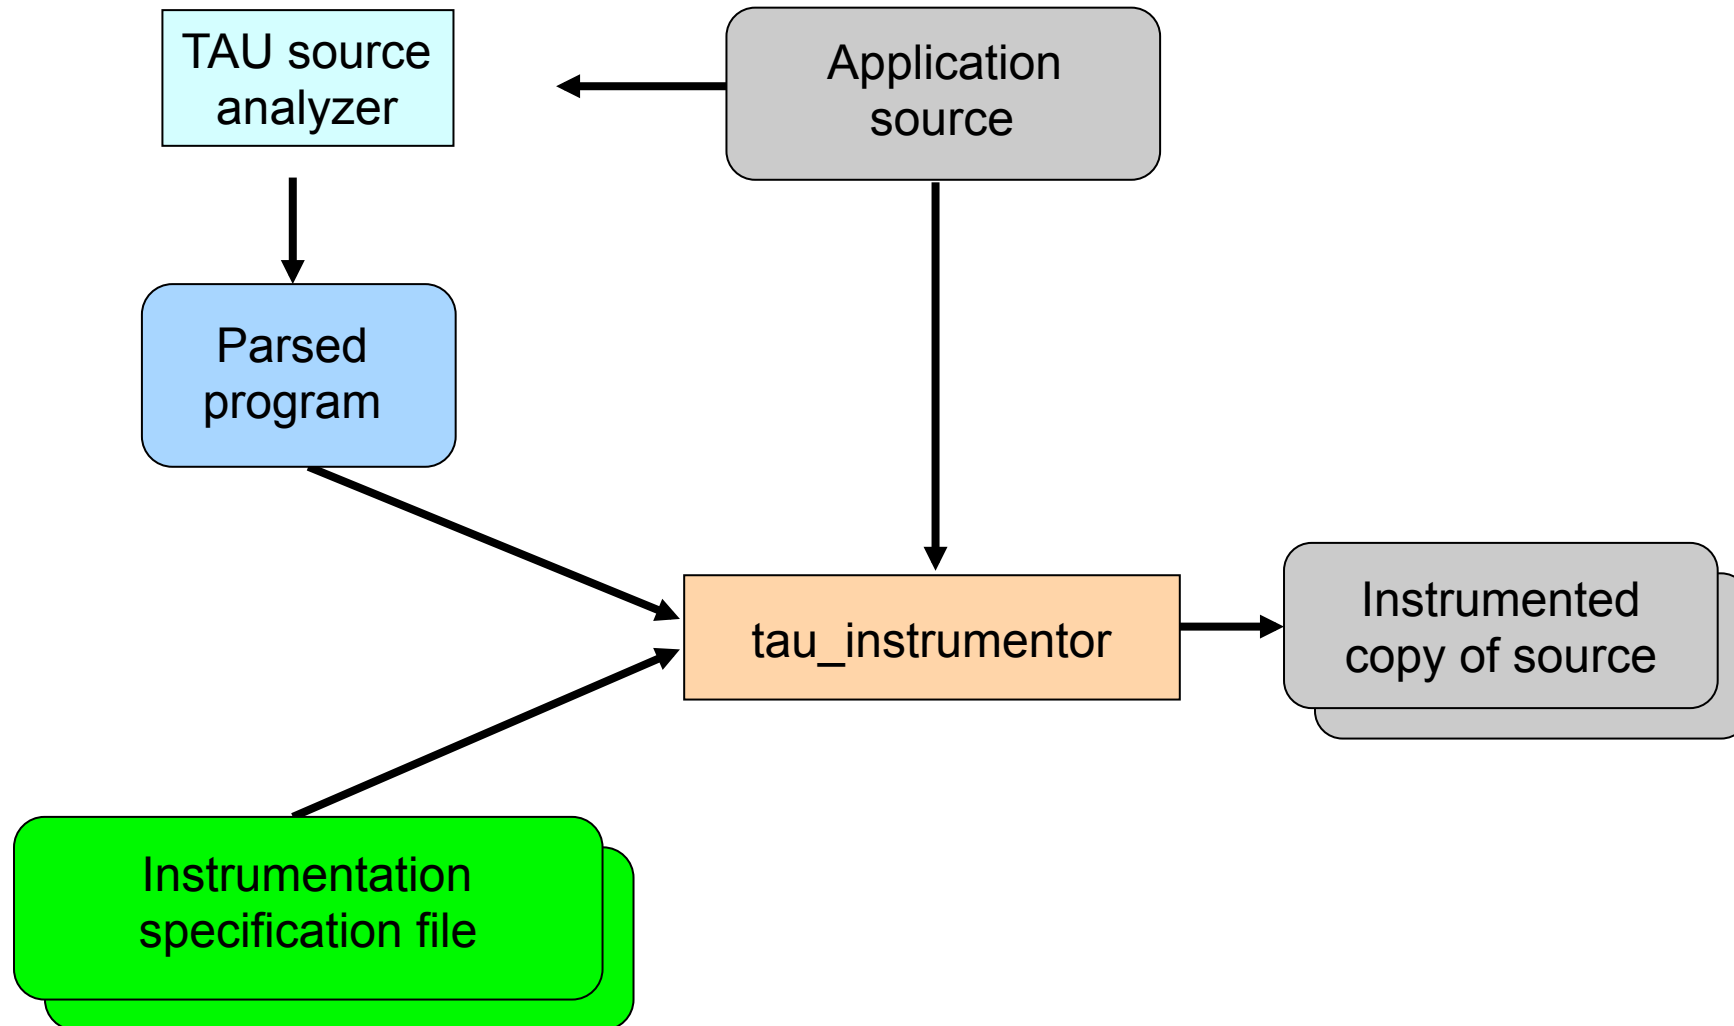 TAU source
analyzer
Application
source
Parsed
program
tau_instrumentor
Instrumented
copy of source
Instrumentation
specification file